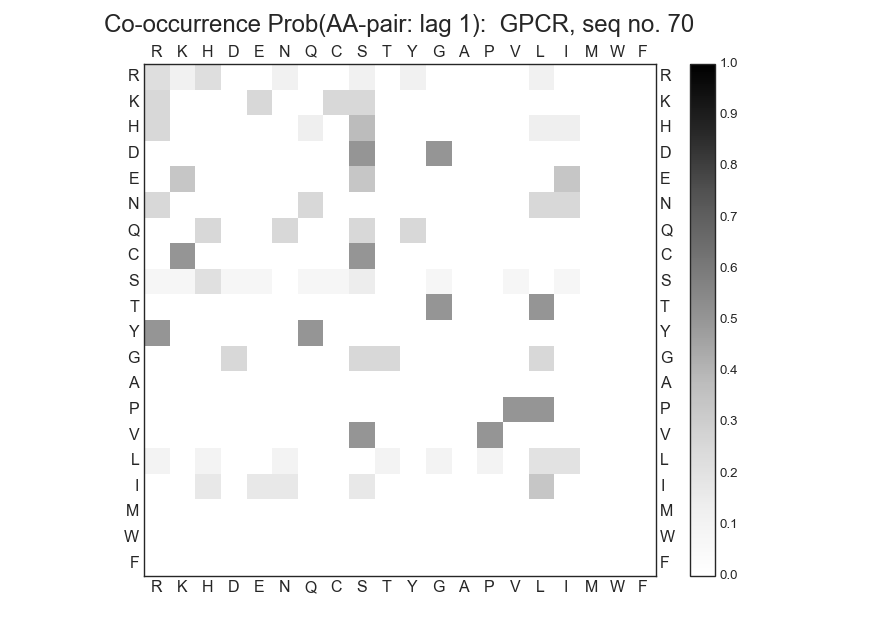 Co-occurrence Prob(AA-pair: lag 1):  GPCR, seq no. 70
R K H D E N Q C S T Y G A P V L I M W F
R R 1.0
K K
H H 0.9
D D 0.8
E E
N N 0.7
Q Q 0.6
C C
S S 0.5
T T
Y Y
G G 0.4
A A
P P 0.3
V V
L L 0.2
I I
M M 0.1
W W
F F 0.0
R K H D E N Q C S T Y G A P V L I M W F